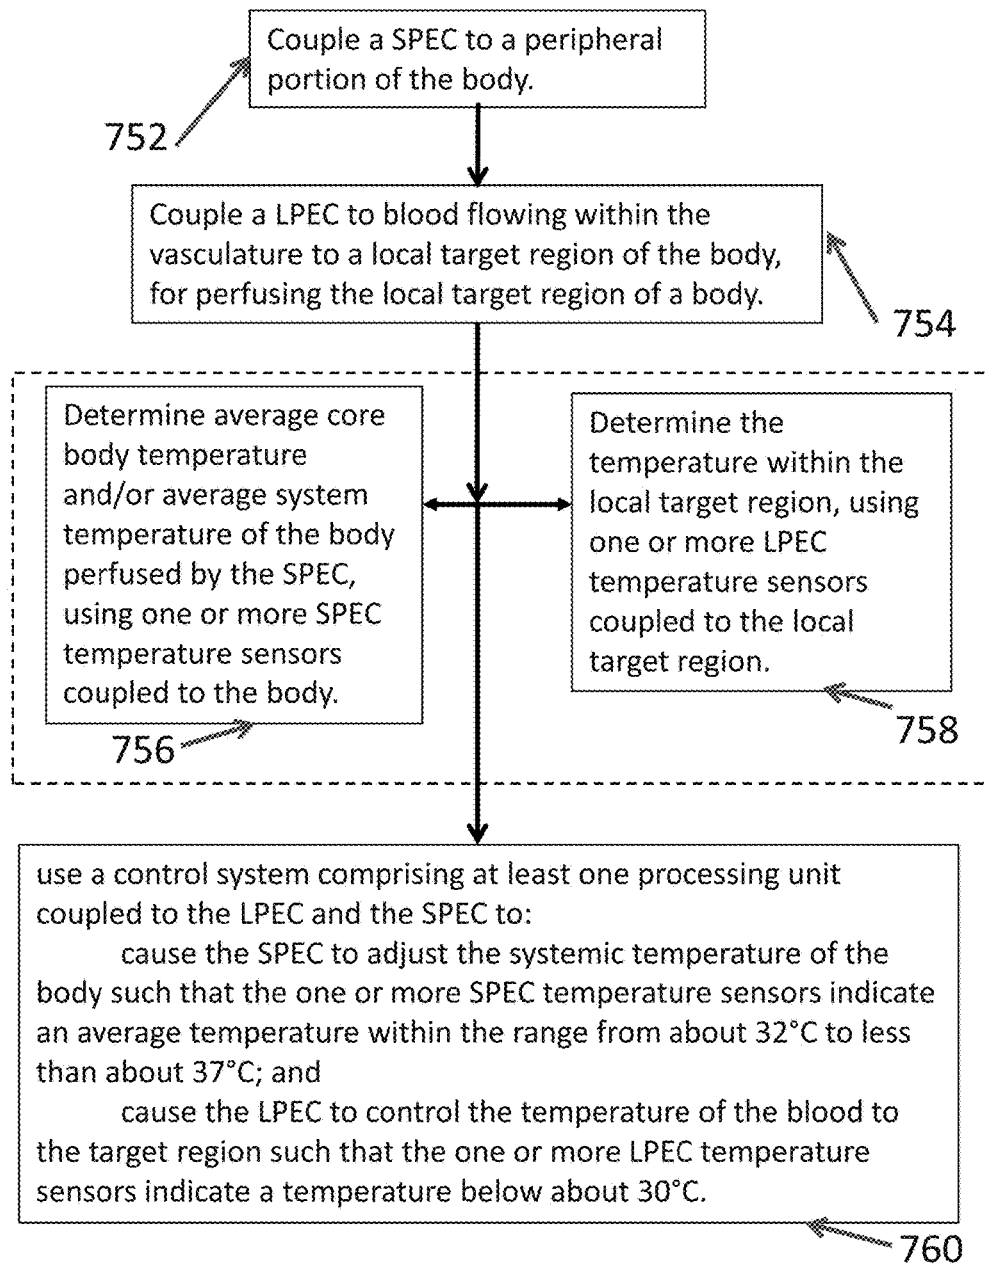 Couple a SPEC to a peripheral
portion of the body.
752
Couple a LPEC to blood flowing within the
vasculature to a local target region of the body,
for perfusing the local target region of a body.
754
Determine average core
body temperature
and/or average system
temperature of the body
perfused by the SPEC,
using one or more SPEC
temperature sensors
coupled to the body.
756
Determine the
temperature within the
local target region, using
one or more LPEC
temperature sensors
coupled to the local
target region.
758
use a control system comprising at least one processing unit
coupled to the LPEC and the SPEC to:
cause the SPEC to adjust the systemic temperature of the
body such that the one or more SPEC temperature sensors indicate
an average temperature within the range from about 32°C to less
than about 37°C; and
cause the LPEC to control the temperature of the blood to
the target region such that the one or more LPEC temperature
sensors indicate a temperature below about 30°C.
760